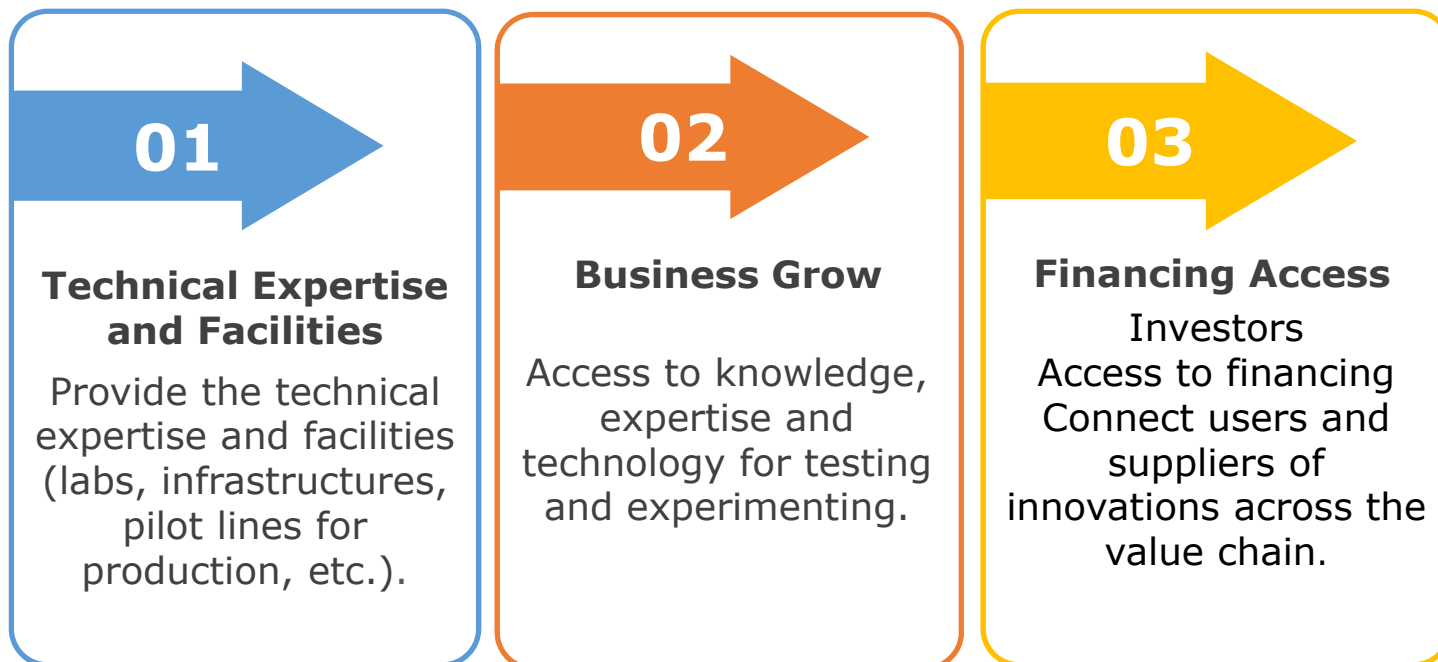 01
Technical Expertise
and Facilities
Provide the technical
expertise and facilities
(labs, infrastructures,
pilot lines for
production, etc.).
02
Business Grow
Access to knowledge,
expertise and
technology for testing
and experimenting.
03
Financing Access
Investors
Access to financing
Connect users and
suppliers of
innovations across the
value chain.